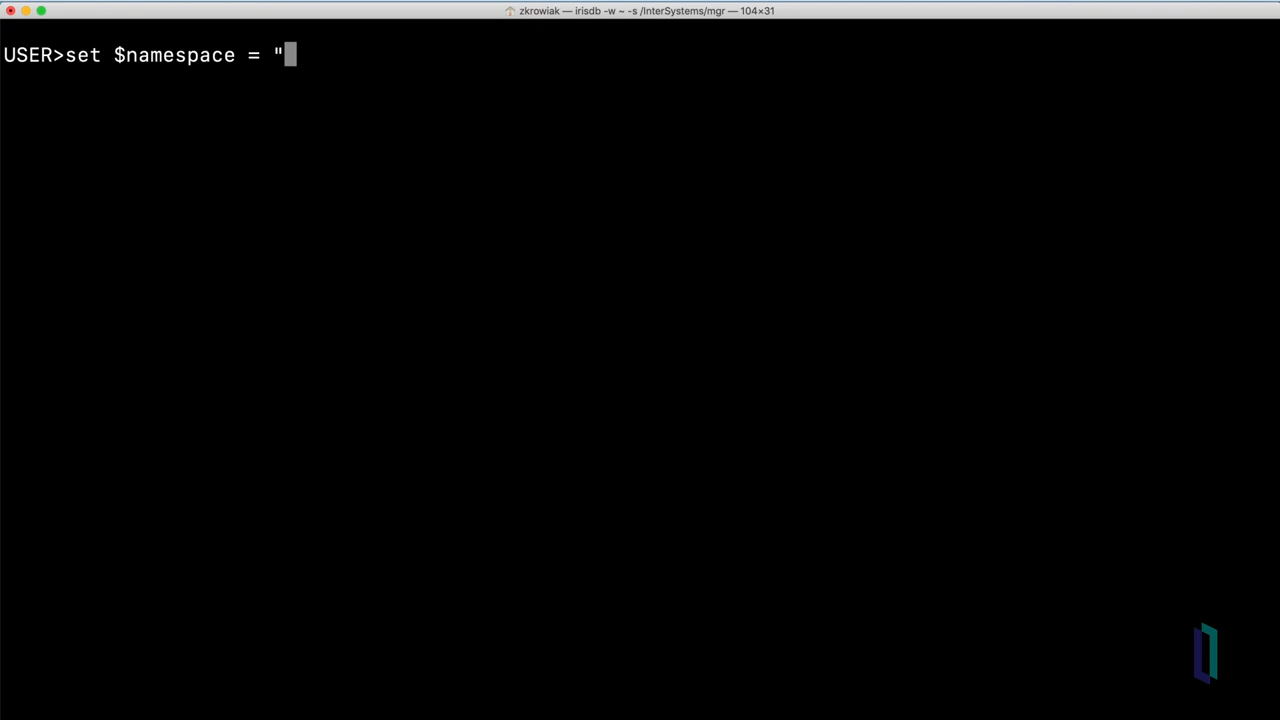 zkrowiak — irisdb -w ~ -s /InterSystems/mgr — 104×31
USER>set $namespace = "